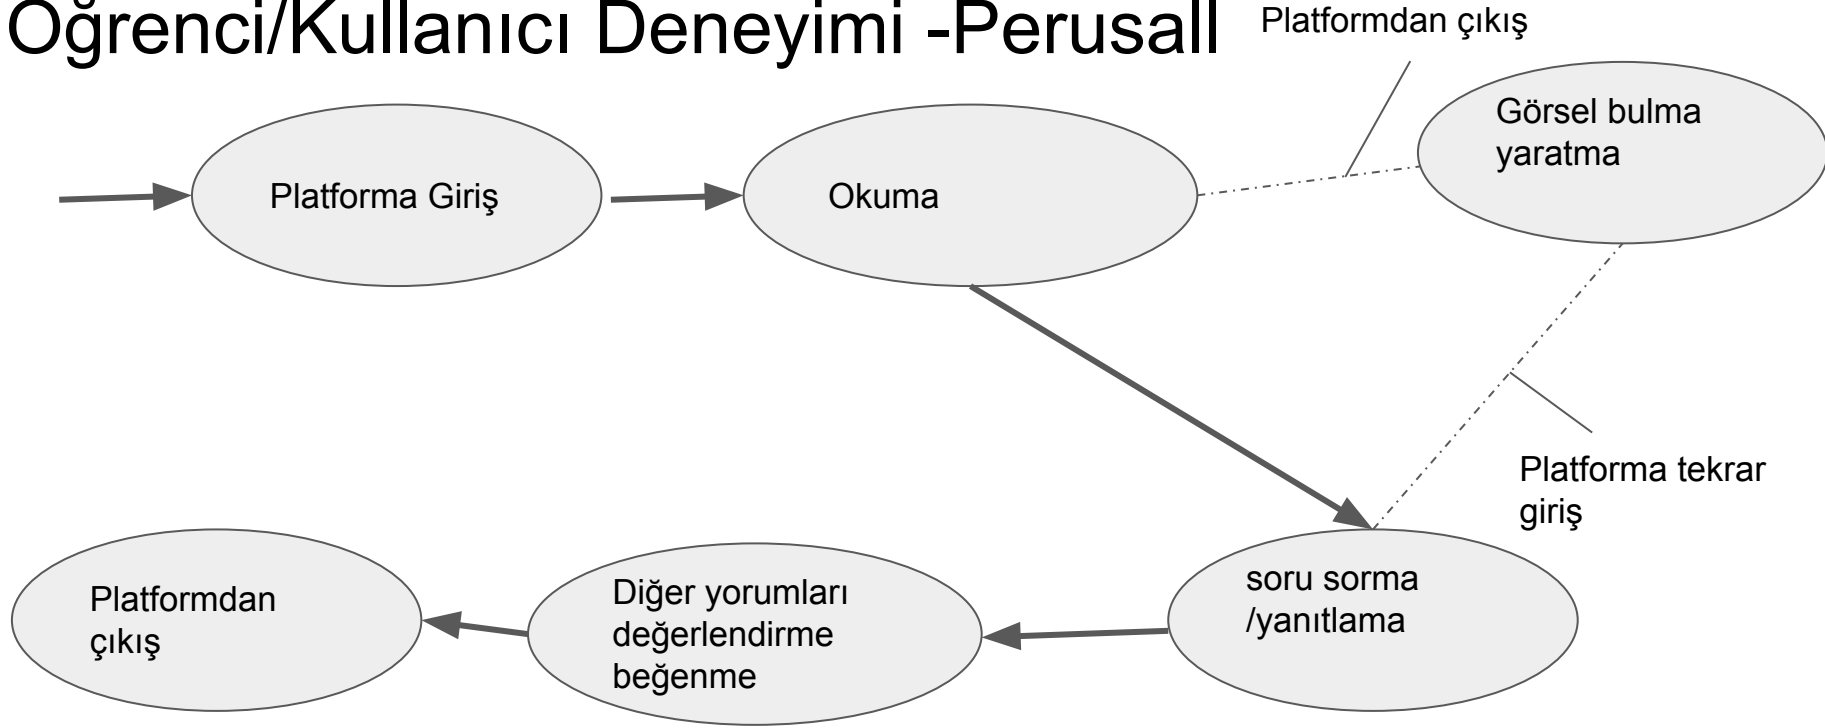 Öğrenci/Kullanıcı Deneyimi -Perusall
Platformdan çıkış
Görsel bulma
yaratma
Platforma Giriş
Okuma
Platforma tekrar
giriş
soru sorma
/yanıtlama
Diğer yorumları
değerlendirme
beğenme
Platformdan
çıkış